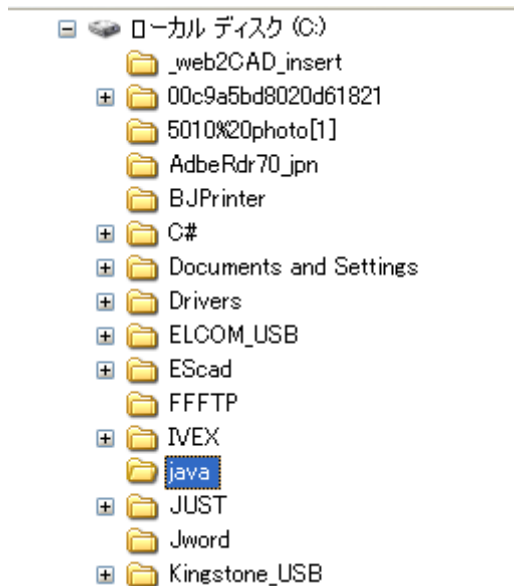 ローカル ディスク (C:)
_web2CAD_insert
00c9a5bd8020d61821
5010%20photo[1]
AdbeRdr70_jpn
BJPrinter
C#
Documents and Settings
Drivers
ELCOM_USB
EScad
FFFTP
IVEX
java
JUST
Jword
Kingstone_USB